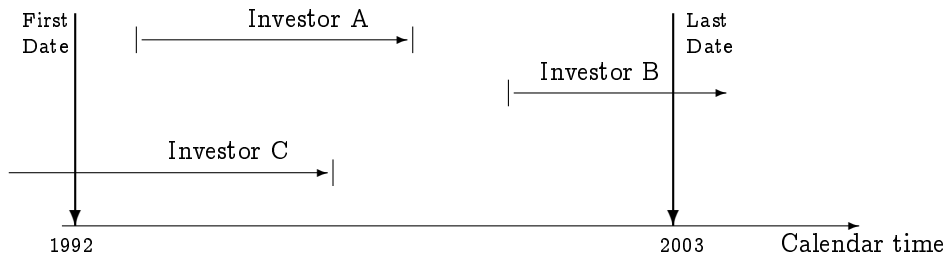 First
Date
Investor A
Last
Date
Investor B
Investor C
1992
2003
Calendar time